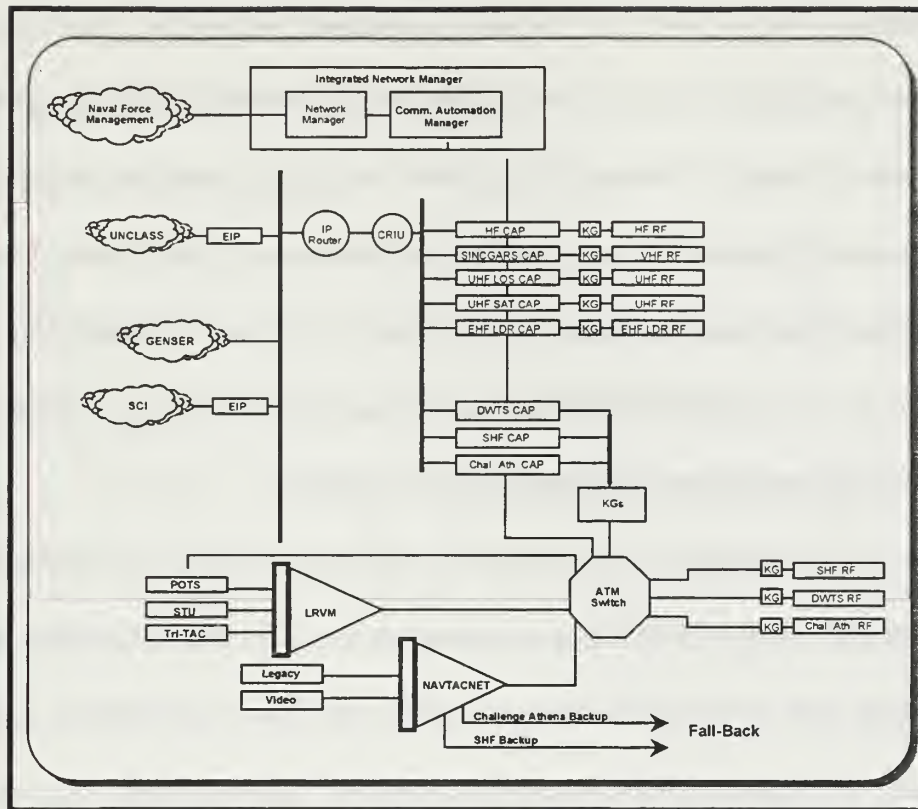 Integrated Network Manager
Naval Force
Management
Network
Manager
Comm. Automation
Manager
UNCLASS
EIP
IP
Router
CRIU
HF CAP
KG
HF RF
SINCGARS CAP
KG
VHF RF
UHF LOS CAP
KG
UHF RF
UHF SAT CAP
KG
UHF RF
EHF LDR CAP
KG
EHF LDR RF
GENSER
SCI
EIP
DWTS CAP
SHF CAP
Chal Ath CAP
KGs
POTS
STU
Tri-TAC
LRVM
ATM
Switch
KG
SHF RF
KG
DWTS RF
KG
Chal Ath RF
Legacy
Video
NAVTACNET
Challenge Athena Backup
SHF Backup
Fall-Back